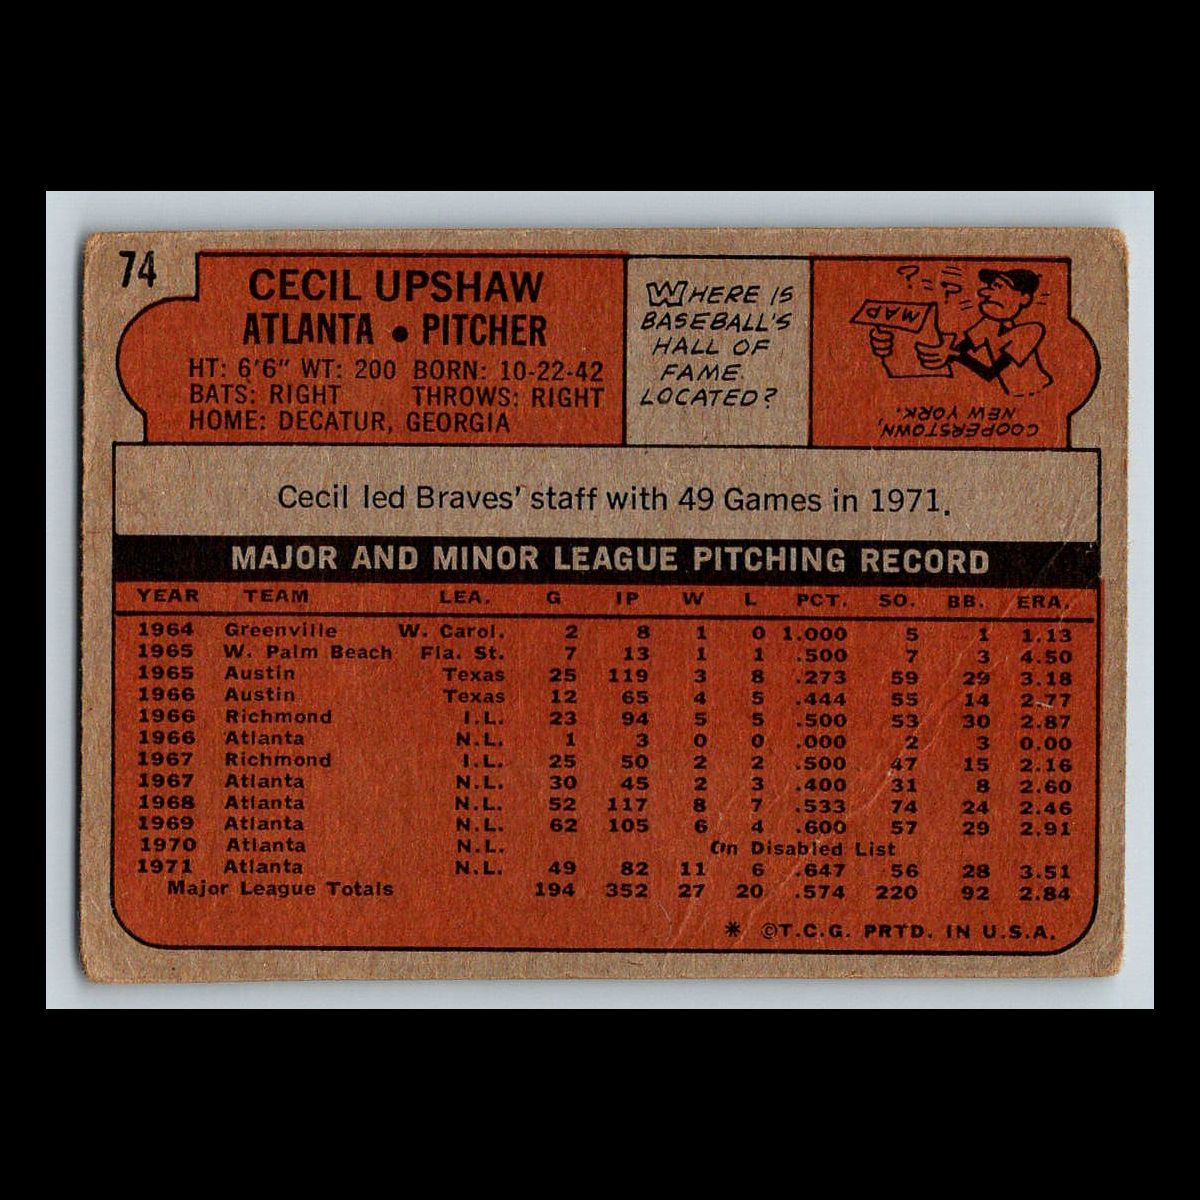 74
CECIL UPSHAW
ATLANTA • PITCHER
HT: 6'6" WT: 200 BORN: 10-22-42
BATS: RIGHT THROWS: RIGHT
HOME: DECATUR, GEORGIA
WHERE IS
BASEBALL'S
HALL OF
FAME
LOCATED?
? ? = ?
MAP
COOPERSTOWN,
NEW YORK.
Cecil led Braves' staff with 49 Games in 1971.
MAJOR AND MINOR LEAGUE PITCHING RECORD
YEAR TEAM LEA. G IP W L PCT. SO. BB. ERA.
1964 Greenville W. Carol. 2 8 1 0 1.000 5 1 1.13
1965 W. Palm Beach Fla. St. 7 13 1 1 .500 7 3 4.50
1965 Austin Texas 25 119 3 8 .273 59 29 3.18
1966 Austin Texas 12 65 4 5 .444 55 14 2.77
1966 Richmond I.L. 23 94 5 5 .500 53 30 2.87
1966 Atlanta N.L. 1 3 0 0 .000 2 3 0.00
1967 Richmond I.L. 25 50 2 2 .500 47 15 2.16
1967 Atlanta N.L. 30 45 2 3 .400 31 8 2.60
1968 Atlanta N.L. 52 117 8 7 .533 74 24 2.46
1969 Atlanta N.L. 62 105 6 4 .600 57 29 2.91
1970 Atlanta N.L. On Disabled List
1971 Atlanta N.L. 49 82 11 6 .647 56 28 3.51
Major League Totals 194 352 27 20 .574 220 92 2.84
* ©T.C.G. PRTD. IN U.S.A.